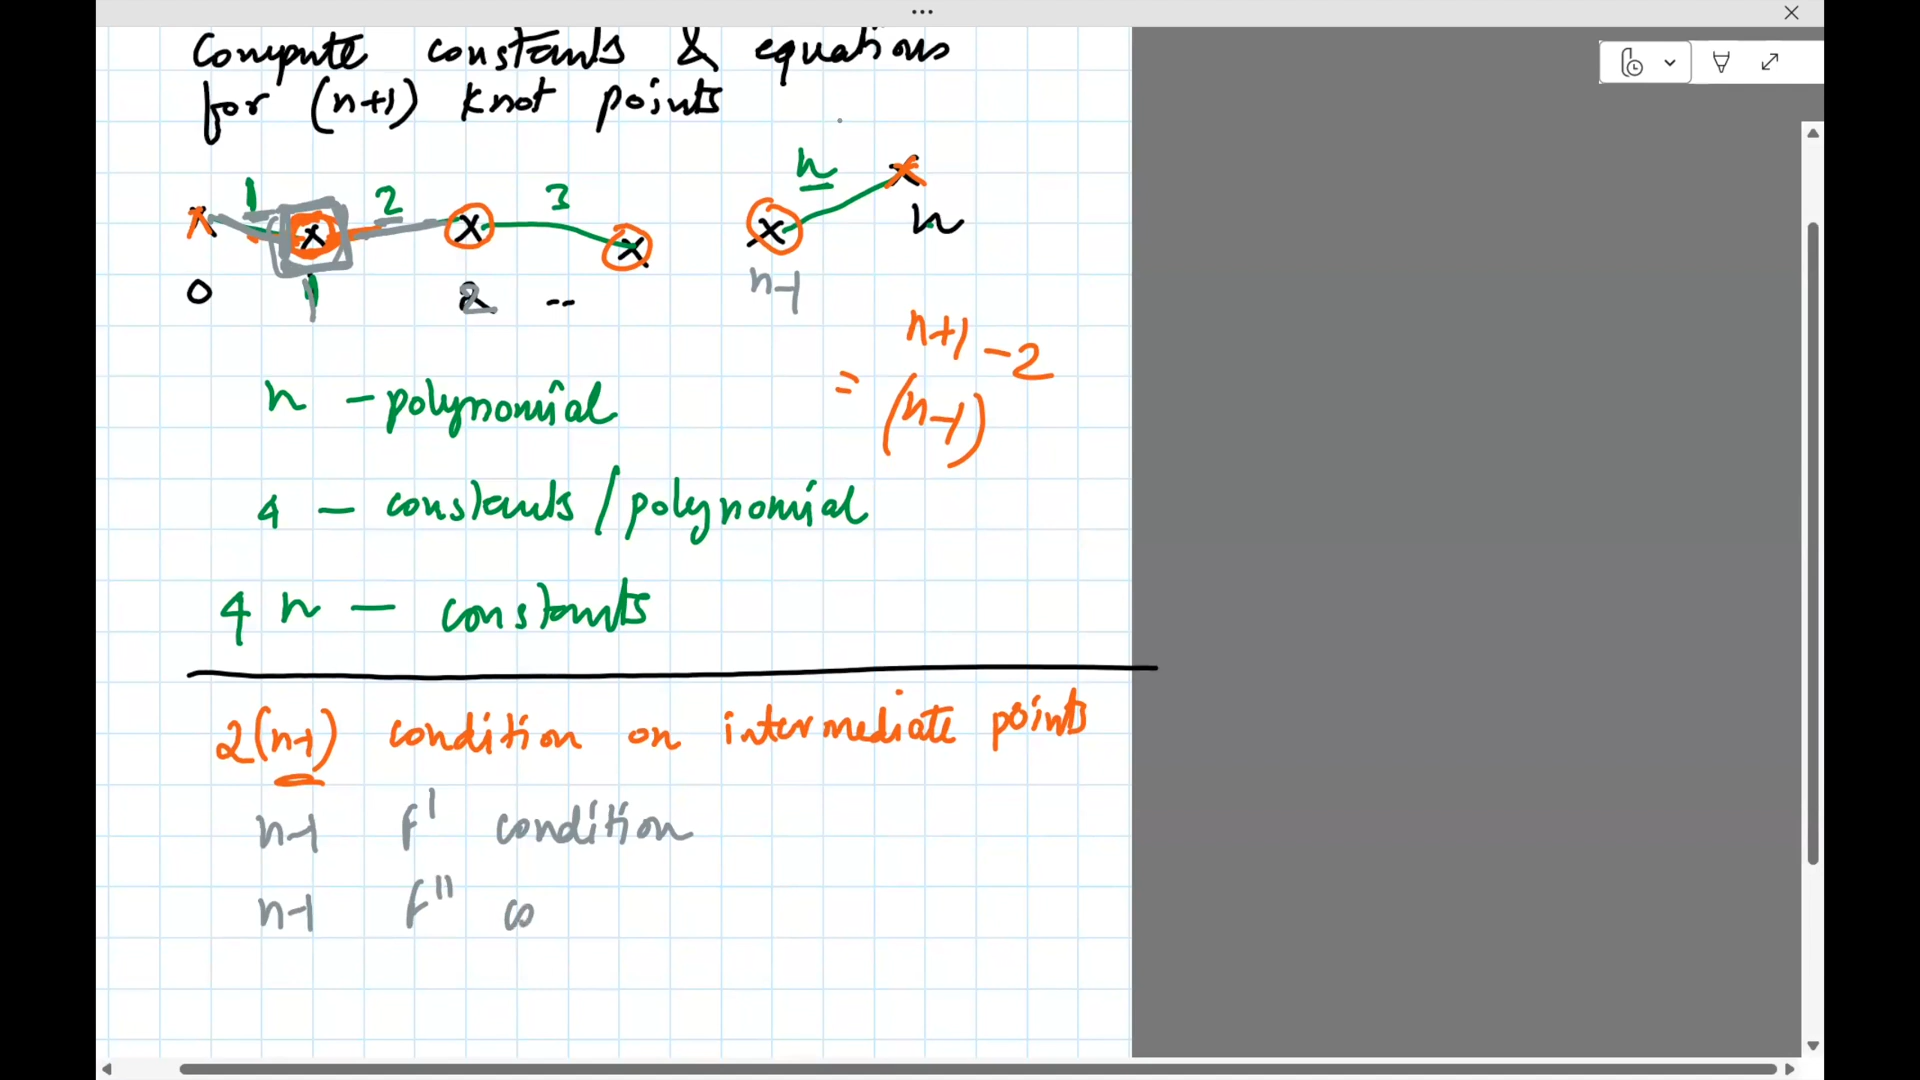 Compute constants & equations
for (n+1) knot points
1 2 3 n
n
0 1 2 -- n-1
n+1 -2
= (n-1)
n - polynomial
4 - constants / polynomial
4 n - constants
2(n-1) condition on intermediate points
n-1 f' condition
n-1 f'' co